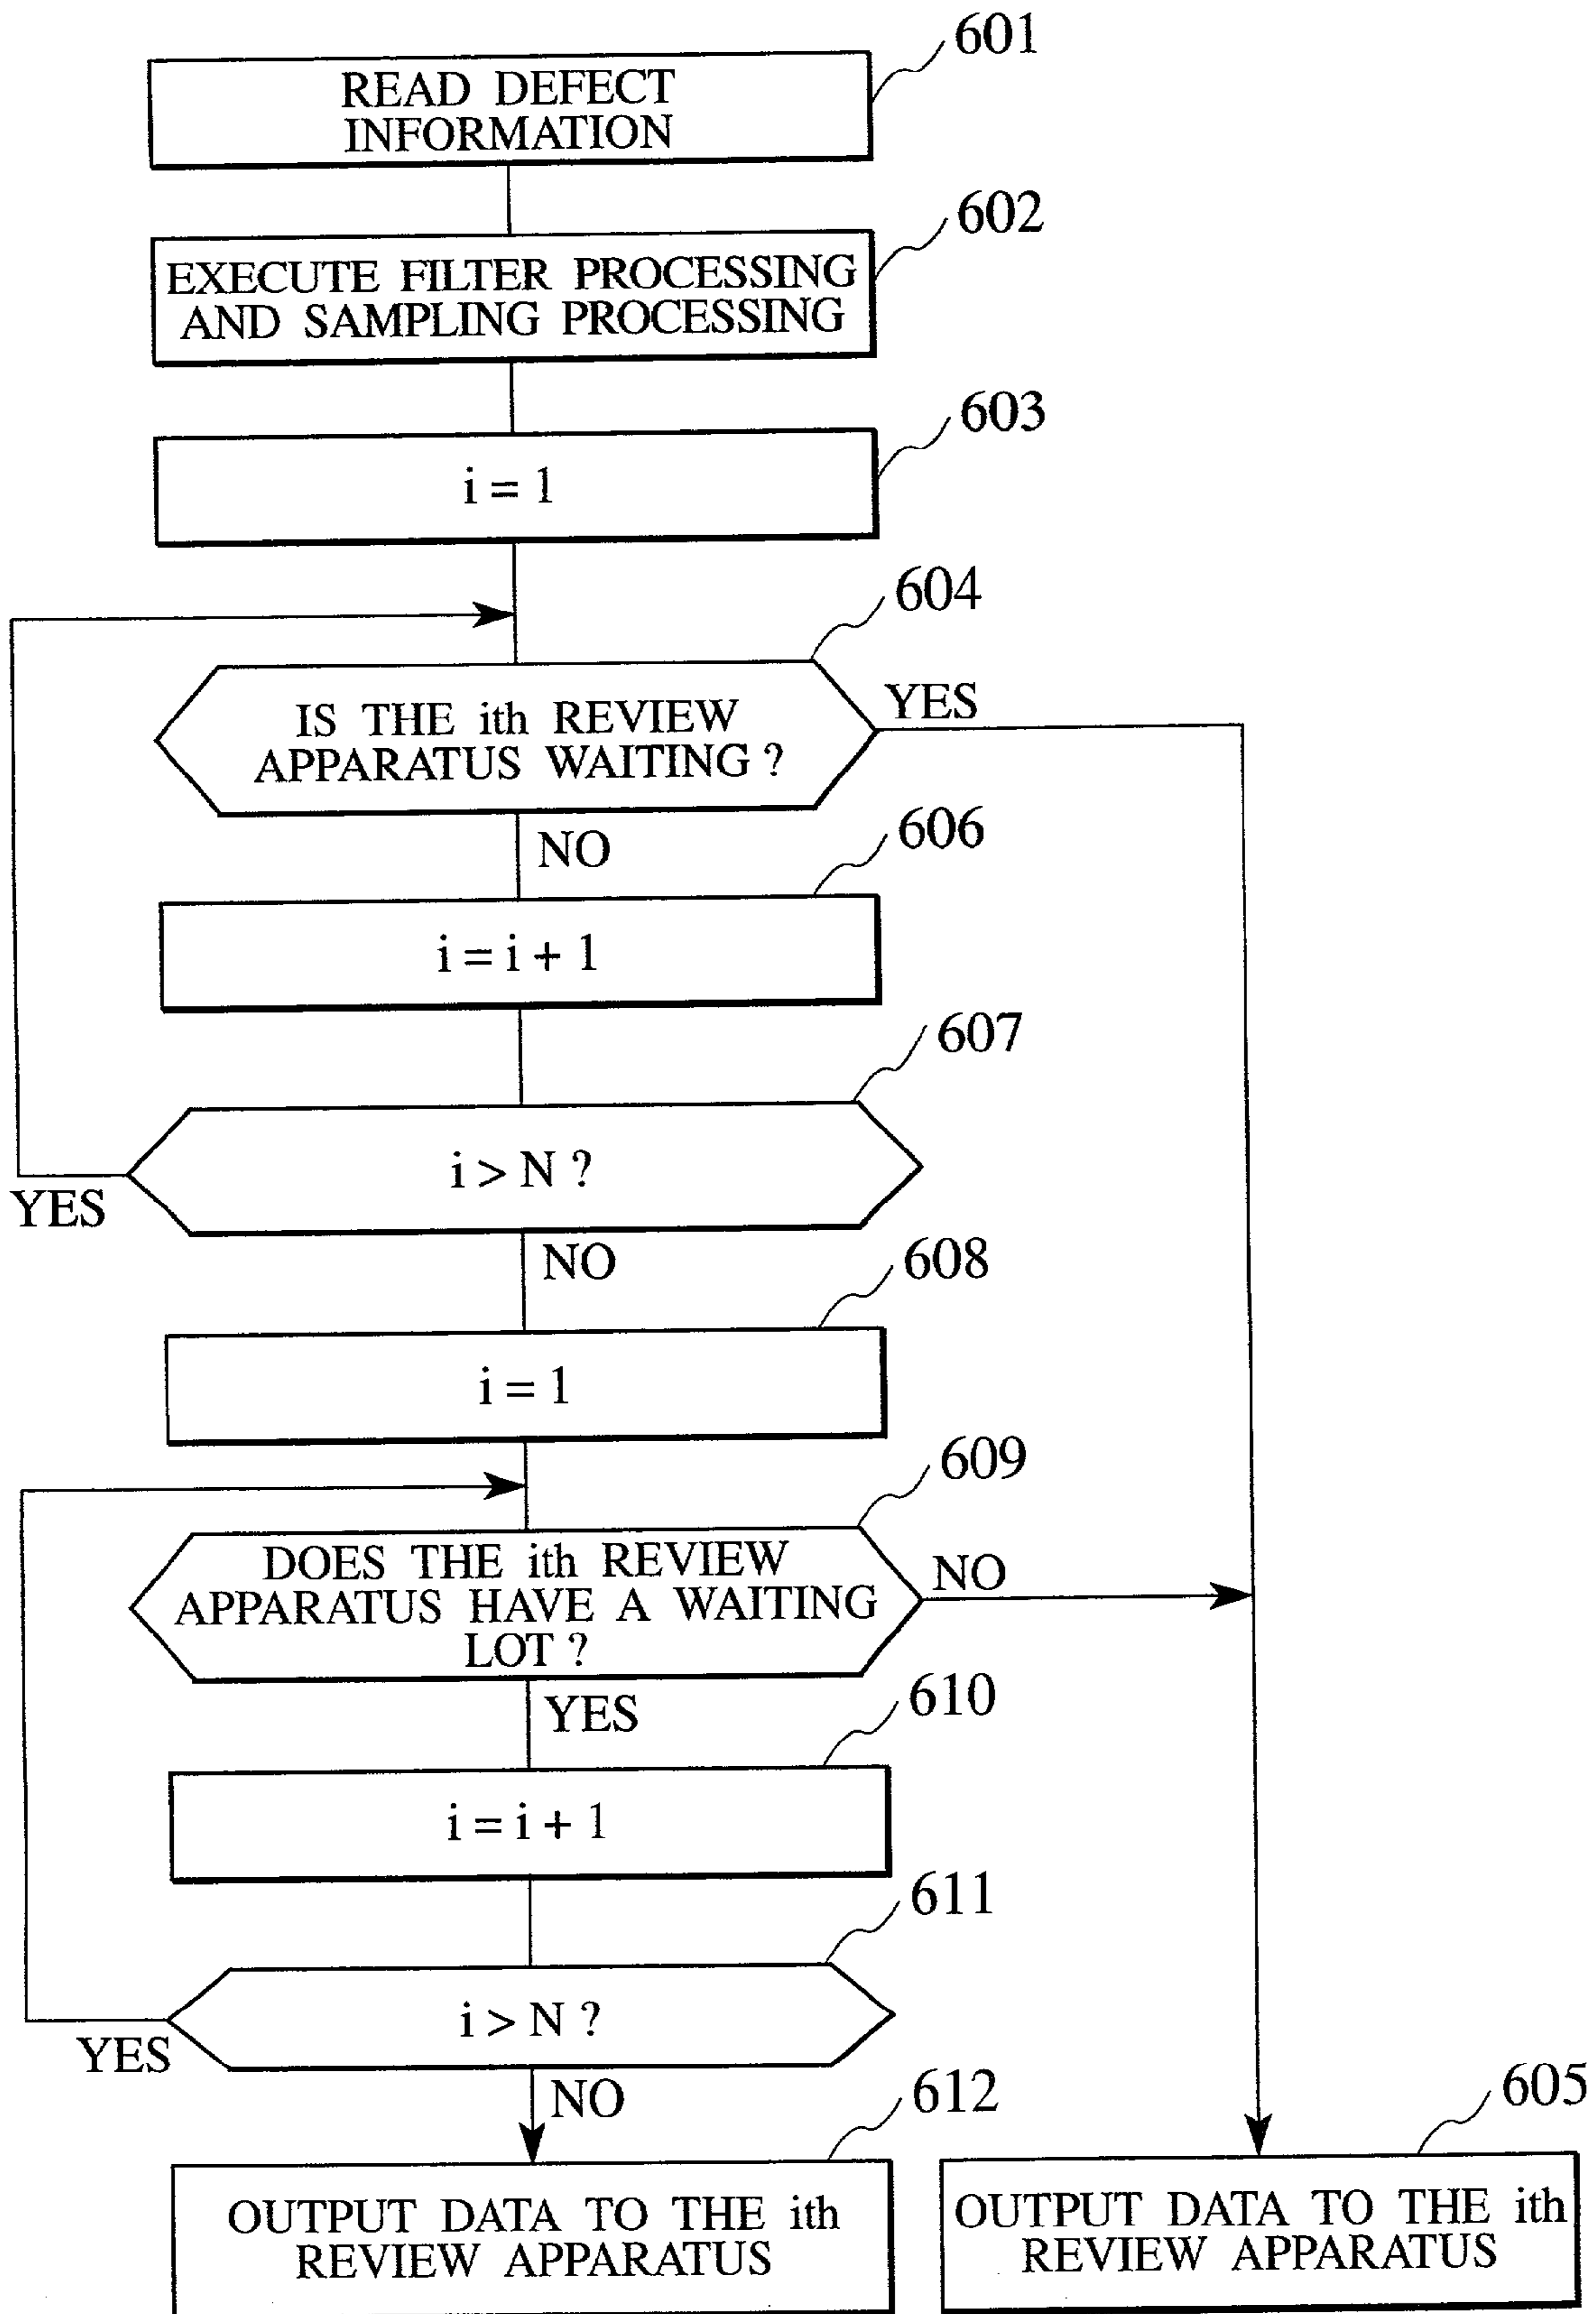 601
READ DEFECT
INFORMATION
602
EXECUTE FILTER PROCESSING
AND SAMPLING PROCESSING
603
i = 1
604
IS THE ith REVIEW
APPARATUS WAITING ?
YES
NO
606
i = i + 1
607
i > N ?
YES
NO
608
i = 1
609
DOES THE ith REVIEW
APPARATUS HAVE A WAITING
LOT ?
NO
YES
610
i = i + 1
611
i > N ?
YES
NO
612
OUTPUT DATA TO THE ith
REVIEW APPARATUS
605
OUTPUT DATA TO THE ith
REVIEW APPARATUS